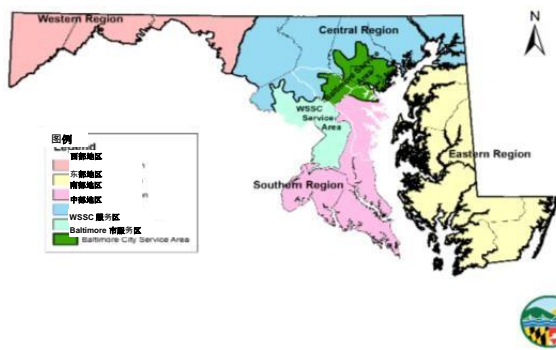 Western Region
Central Region
N
WSSC
Service
Area
Eastern Region
Southern Region
图例
西部地区
东部地区
南部地区
中部地区
WSSC 服务区
Baltimore 市服务区
Baltimore City Service Area